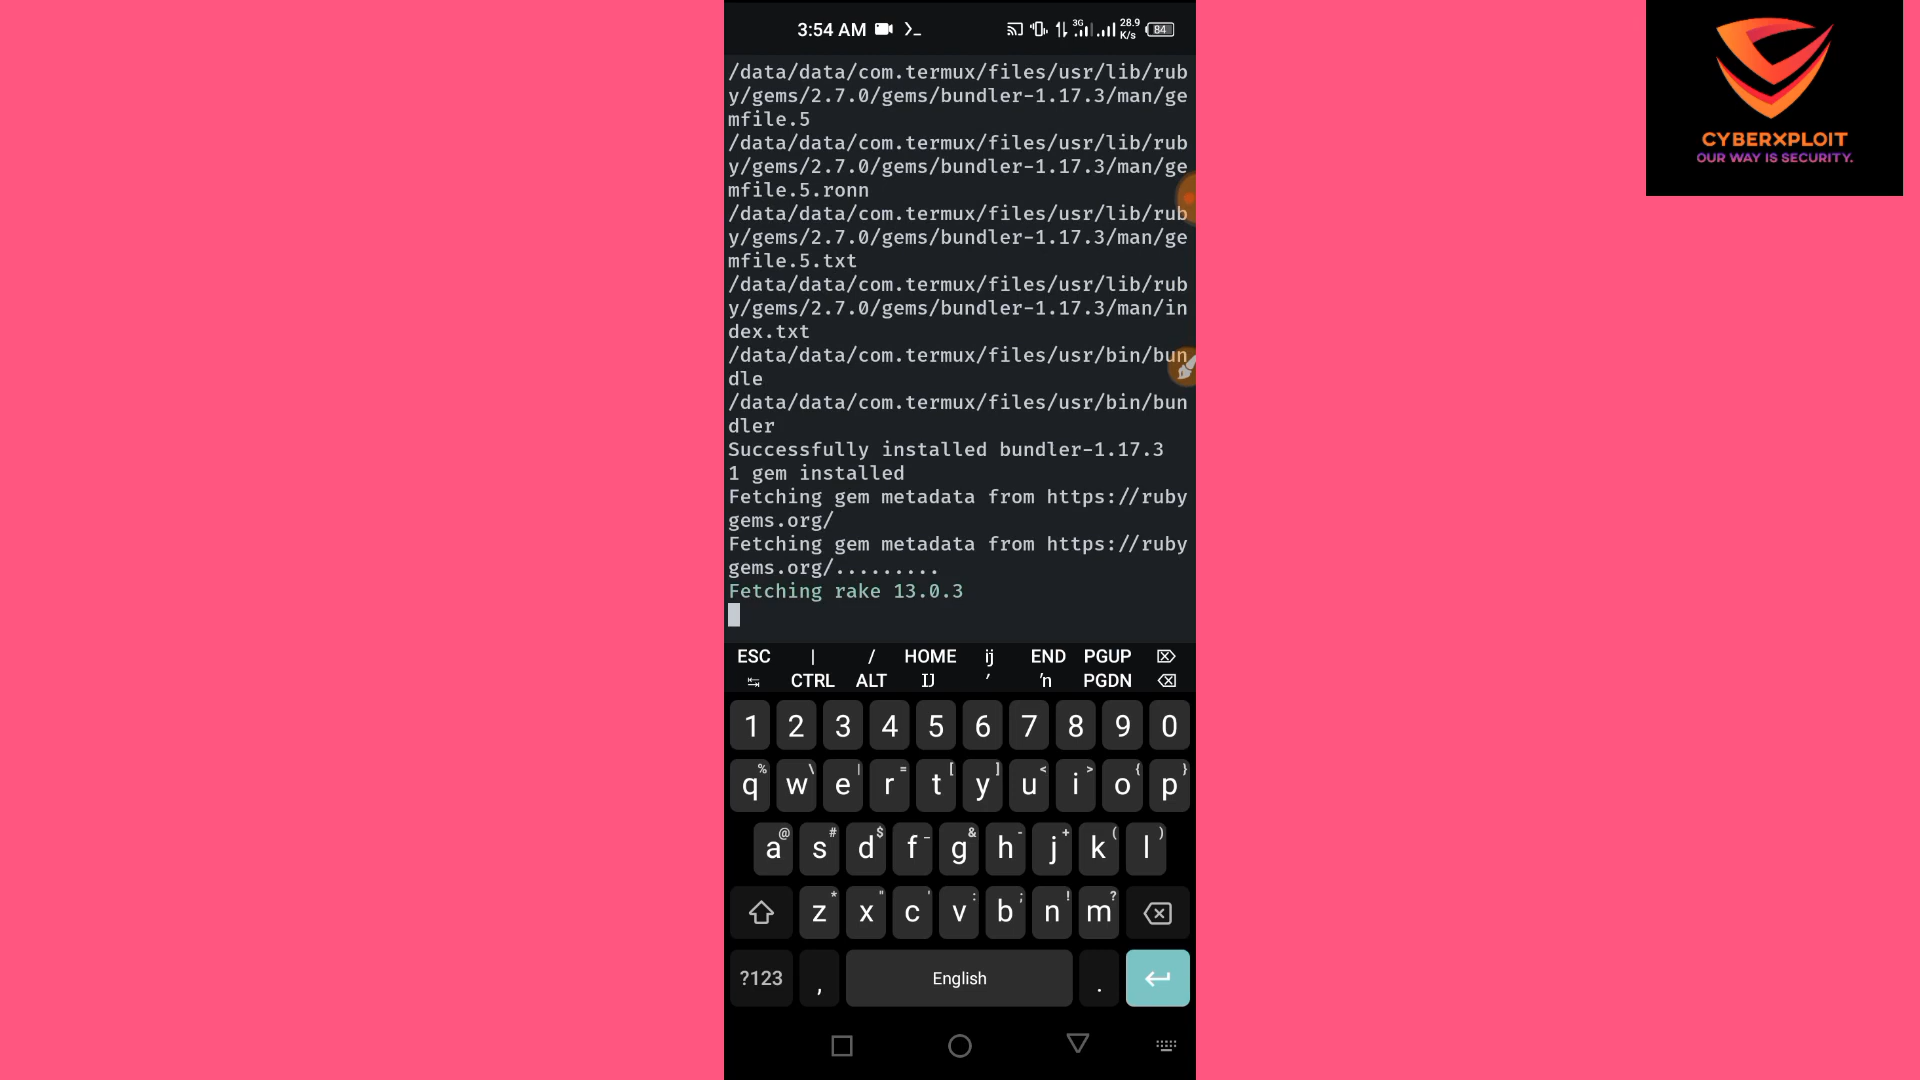 3:54 AM
3G
28.9
K/s
84
CYBERXPLOIT
OUR WAY IS SECURITY.
/data/data/com.termux/files/usr/lib/rub
y/gems/2.7.0/gems/bundler-1.17.3/man/ge
mfile.5
/data/data/com.termux/files/usr/lib/rub
y/gems/2.7.0/gems/bundler-1.17.3/man/ge
mfile.5.ronn
/data/data/com.termux/files/usr/lib/rub
y/gems/2.7.0/gems/bundler-1.17.3/man/ge
mfile.5.txt
/data/data/com.termux/files/usr/lib/rub
y/gems/2.7.0/gems/bundler-1.17.3/man/in
dex.txt
/data/data/com.termux/files/usr/bin/bun
dle
/data/data/com.termux/files/usr/bin/bun
dler
Successfully installed bundler-1.17.3
1 gem installed
Fetching gem metadata from https://ruby
gems.org/
Fetching gem metadata from https://ruby
gems.org/.........
Fetching rake 13.0.3
ESC | / HOME ĳ END PGUP
CTRL ALT Ĳ ʼ ŉ PGDN
1 2 3 4 5 6 7 8 9 0
% \ | = [ ] < > { }
q w e r t y u i o p
@ # $ _ & - + ( )
a s d f g h j k l
* " ' : ; ! ?
z x c v b n m
?123 , English .